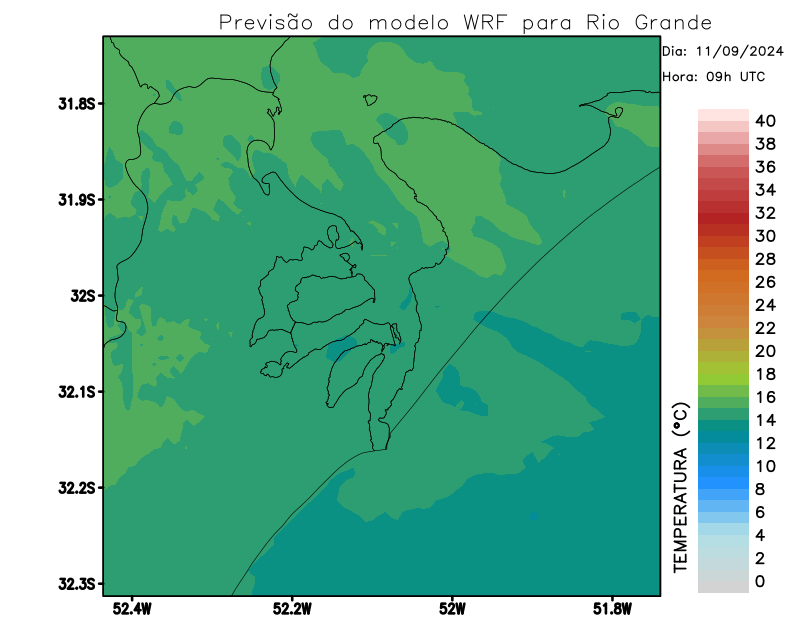 Previsão do modelo WRF para Rio Grande
Dia: 11/09/2024
Hora: 09h UTC
31.8S
31.9S
32S
32.1S
32.2S
32.3S
52.4W
52.2W
52W
51.8W
TEMPERATURA (°C)
40
38
36
34
32
30
28
26
24
22
20
18
16
14
12
10
8
6
4
2
0